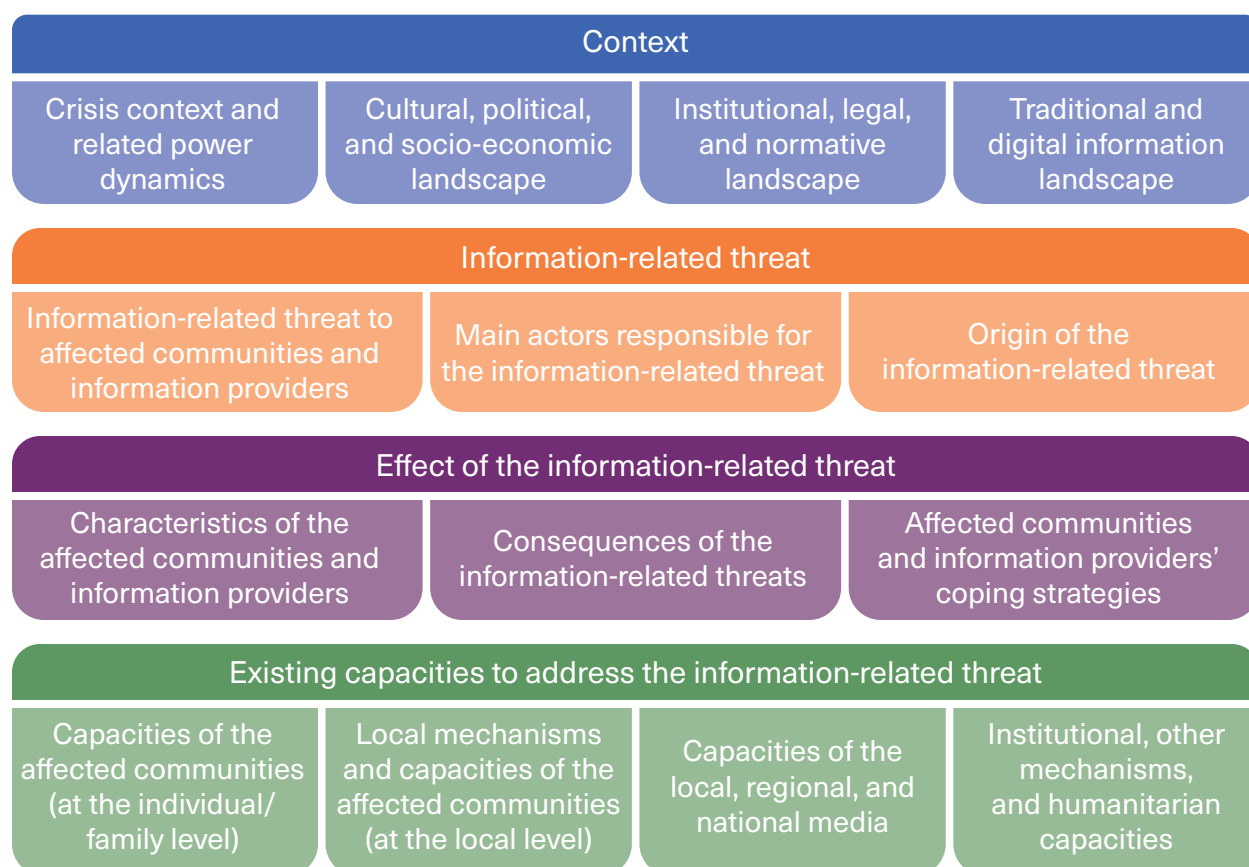 Context
Crisis context and
related power
dynamics
Cultural, political,
and socio-economic
landscape
Institutional, legal,
and normative
landscape
Traditional and
digital information
landscape
Information-related threat
Information-related threat to
affected communities and
information providers
Main actors responsible for
the information-related threat
Origin of the
information-related threat
Effect of the information-related threat
Characteristics of the
affected communities and
information providers
Consequences of the
information-related threats
Affected communities
and information providers’
coping strategies
Existing capacities to address the information-related threat
Capacities of the
affected communities
(at the individual/
family level)
Local mechanisms
and capacities of the
affected communities
(at the local level)
Capacities of the
local, regional, and
national media
Institutional, other
mechanisms,
and humanitarian
capacities